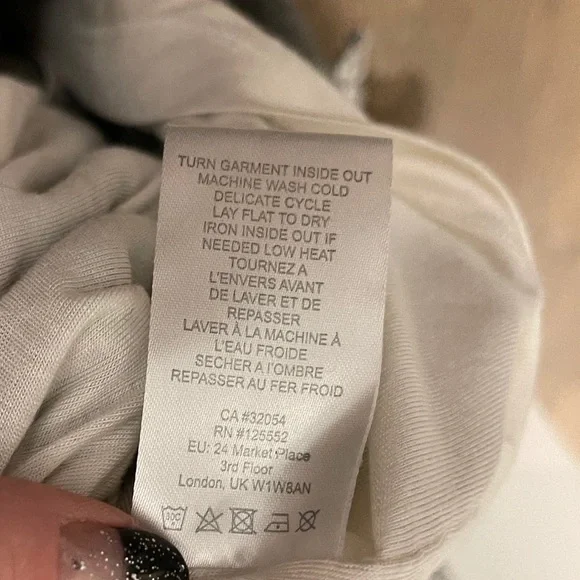 TURN GARMENT INSIDE OUT
MACHINE WASH COLD
DELICATE CYCLE
LAY FLAT TO DRY
IRON INSIDE OUT IF
NEEDED LOW HEAT
TOURNEZ A
L'ENVERS AVANT
DE LAVER ET DE
REPASSER
LAVER À LA MACHINE À
L'EAU FROIDE
SECHER A L'OMBRE
REPASSER AU FER FROID
CA #32054
RN #125552
EU: 24 Market Place
3rd Floor
London, UK W1W8AN
30C